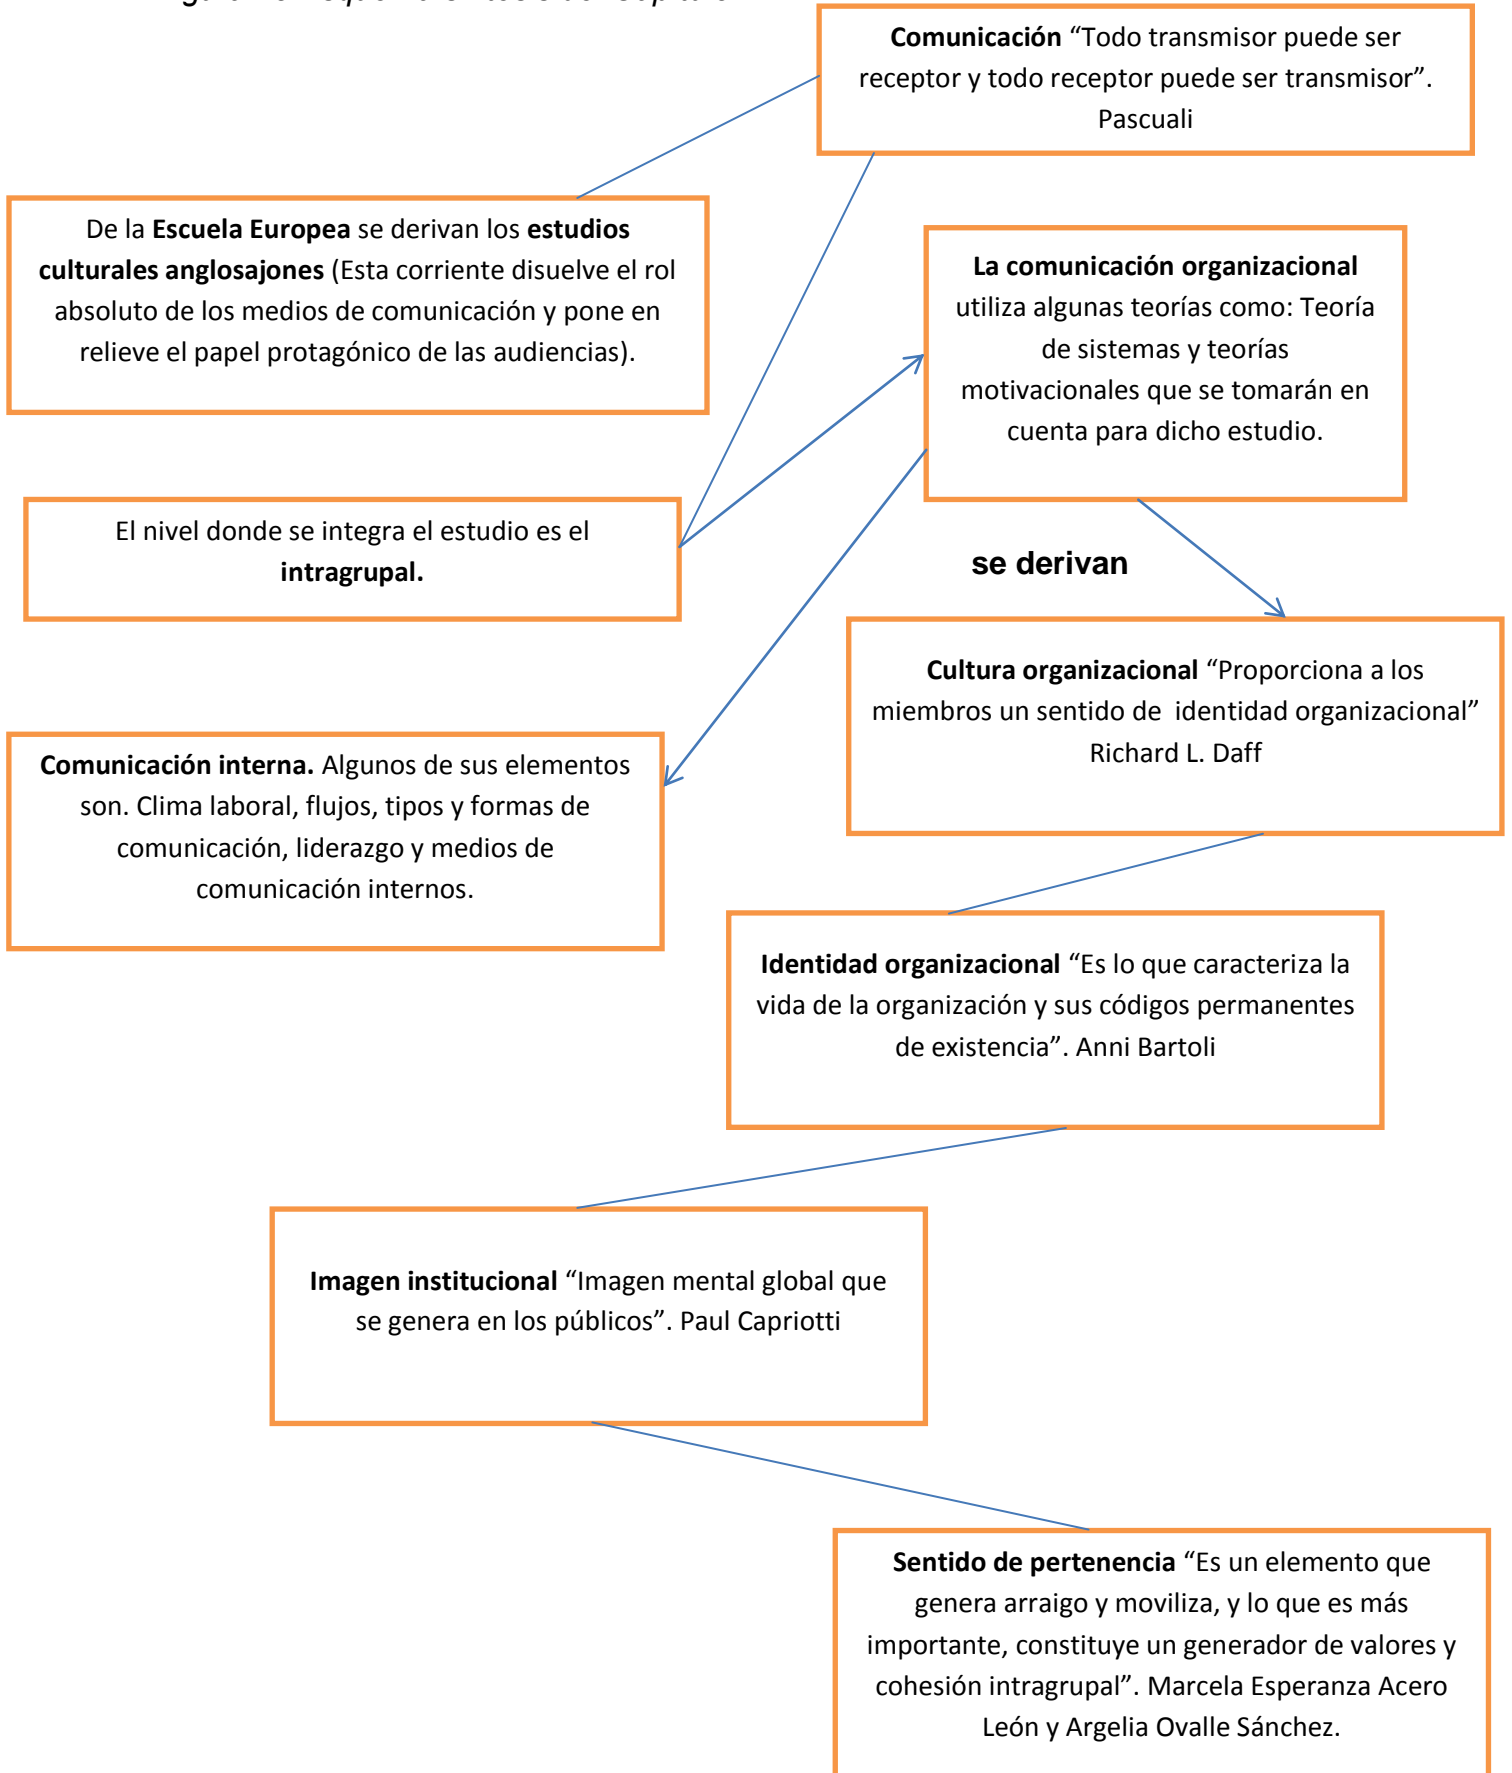 Comunicación “Todo transmisor puede ser
receptor y todo receptor puede ser transmisor”.
Pascuali
De la Escuela Europea se derivan los estudios
culturales anglosajones (Esta corriente disuelve el rol
absoluto de los medios de comunicación y pone en
relieve el papel protagónico de las audiencias).
La comunicación organizacional
utiliza algunas teorías como: Teoría
de sistemas y teorías
motivacionales que se tomarán en
cuenta para dicho estudio.
El nivel donde se integra el estudio es el
intragrupal.
se derivan
Cultura organizacional “Proporciona a los
miembros un sentido de identidad organizacional”
Richard L. Daff
Comunicación interna. Algunos de sus elementos
son. Clima laboral, flujos, tipos y formas de
comunicación, liderazgo y medios de
comunicación internos.
Identidad organizacional “Es lo que caracteriza la
vida de la organización y sus códigos permanentes
de existencia”. Anni Bartoli
Imagen institucional “Imagen mental global que
se genera en los públicos”. Paul Capriotti
Sentido de pertenencia “Es un elemento que
genera arraigo y moviliza, y lo que es más
importante, constituye un generador de valores y
cohesión intragrupal”. Marcela Esperanza Acero
León y Argelia Ovalle Sánchez.